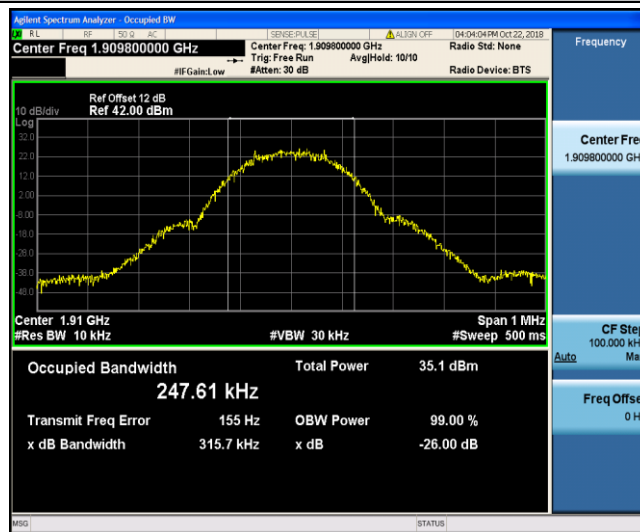 Agilent Spectrum Analyzer - Occupied BW
RL RF 50 Ω AC SENSE:PULSE ALIGN OFF 04:04:04 PM Oct 22, 2018
Center Freq 1.909800000 GHz Center Freq: 1.909800000 GHz Radio Std: None
Trig: Free Run Avg|Hold: 10/10
#IFGain:Low #Atten: 30 dB Radio Device: BTS
Frequency
Ref Offset 12 dB
10 dB/div Ref 42.00 dBm
Log
32.0
22.0
12.0
2.00
-8.00
-18.0
-28.0
-38.0
-48.0
Center Fre
1.909800000 GH
Center 1.91 GHz Span 1 MHz
#Res BW 10 kHz #VBW 30 kHz #Sweep 500 ms
CF Step
100.000 kH
Auto Ma
Occupied Bandwidth Total Power 35.1 dBm
247.61 kHz
Transmit Freq Error 155 Hz OBW Power 99.00 %
x dB Bandwidth 315.7 kHz x dB -26.00 dB
Freq Offse
0 H
MSG STATUS